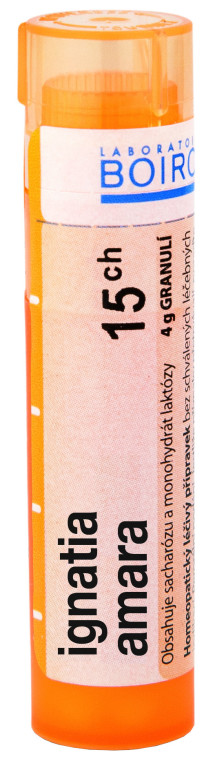 LABORATOI
BOIRO
ignatia
amara
15 ch
4 g GRANULÍ
Obsahuje sacharózu a monohydrát laktózy
Homeopatický léčivý přípravek bez schválených léčebných